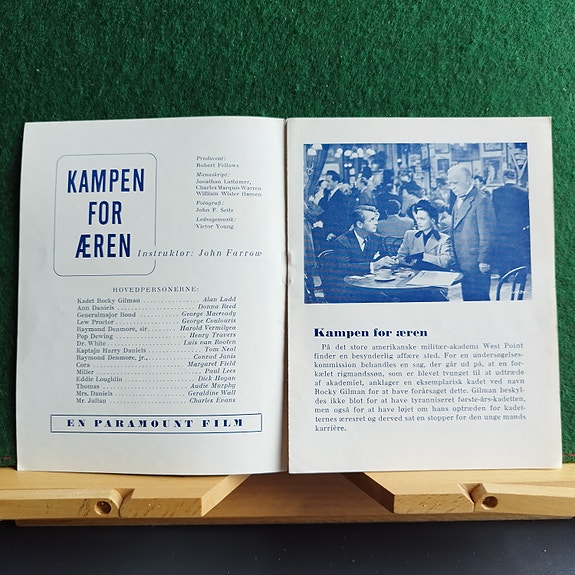 KAMPEN
FOR
ÆREN
Producent:
Robert Fellows
Manuskript:
Jonathan Lathimer,
Charles Marquis Warren
William Wister Hansen
Fotografi:
John F. Seitz
Ledsagemusik:
Victor Young
Instruktør: John Farrow
HOVEDPERSONERNE:
Kadet Rocky Gilman .......... Alan Ladd
Ann Daniels .......... Donna Reed
Generalmajor Bond .......... George Macready
Lew Proctor .......... George Coulouris
Raymond Denmore, sir. .......... Harold Vermilyea
Pop Dewing .......... Henry Travers
Dr. White .......... Luis van Rooten
Kaptajn Harry Daniels .......... Tom Neal
Raymond Denmore, jr. .......... Conrad Janis
Cora .......... Margaret Field
Miller .......... Paul Lees
Eddie Loughlin .......... Dick Hogan
Thomas .......... Audie Murphy
Mrs. Daniels .......... Geraldine Wall
Mr. Jullan .......... Charles Evans
EN PARAMOUNT FILM
Kampen for æren
På det store amerikanske militær-akademi West Point
finder en besynderlig affære sted. For en undersøgelses-
kommission behandles en sag, der går ud på, at en for-
kælet rigmandssøn, som er blevet tvunget til at udtræde
af akademiet, anklager en eksemplarisk kadet ved navn
Rocky Gilman for at have forårsaget dette. Gilman beskyl-
des ikke blot for at have tyranniseret første-års-kadetten,
men også for at have løjet om hans optræden for kadet-
ternes æresret og derved sat en stopper for den unge mands
karrière.